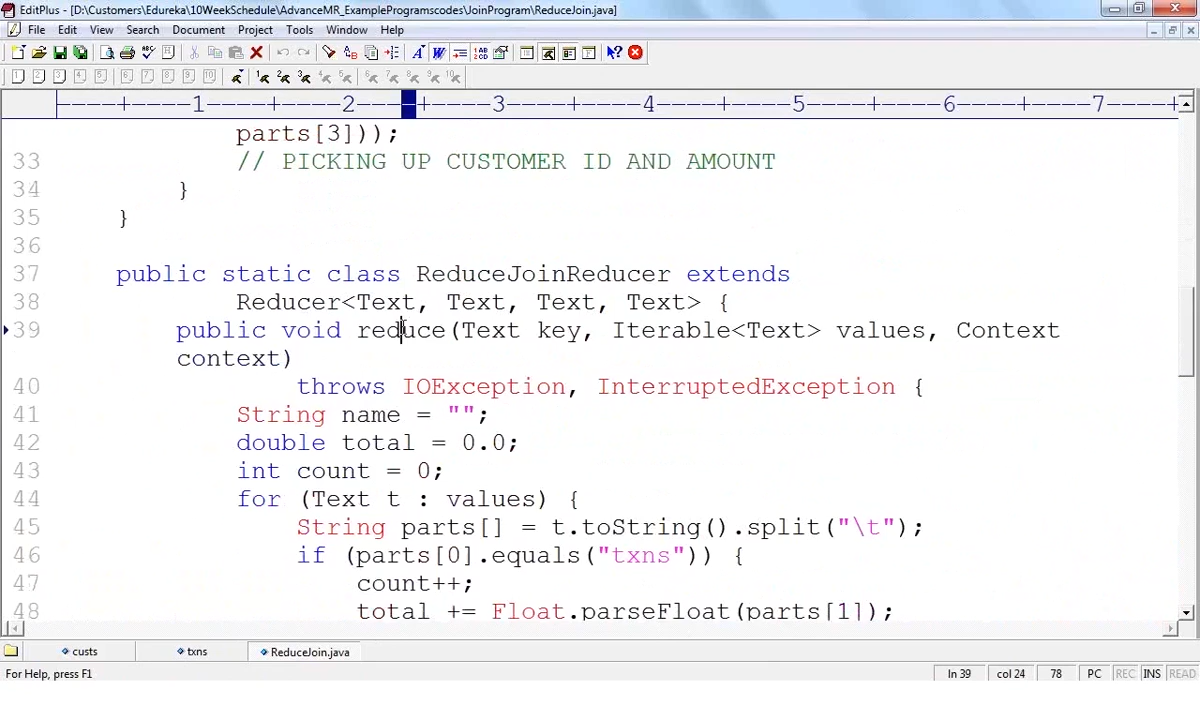 EditPlus - [D:\Customers\Edureka\10WeekSchedule\AdvanceMR_ExampleProgramscodes\JoinProgram\ReduceJoin.java]
File Edit View Search Document Project Tools Window Help
----+----1----+----2----+----3----+----4----+----5----+----6----+----7----+
parts[3]));
33 // PICKING UP CUSTOMER ID AND AMOUNT
34 }
35 }
36
37 public static class ReduceJoinReducer extends
38 Reducer<Text, Text, Text, Text> {
39 public void reduce(Text key, Iterable<Text> values, Context
context)
40 throws IOException, InterruptedException {
41 String name = "";
42 double total = 0.0;
43 int count = 0;
44 for (Text t : values) {
45 String parts[] = t.toString().split("\t");
46 if (parts[0].equals("txns")) {
47 count++;
48 total += Float.parseFloat(parts[1]);
custs txns ReduceJoin.java
For Help, press F1 ln 39 col 24 78 PC REC INS READ